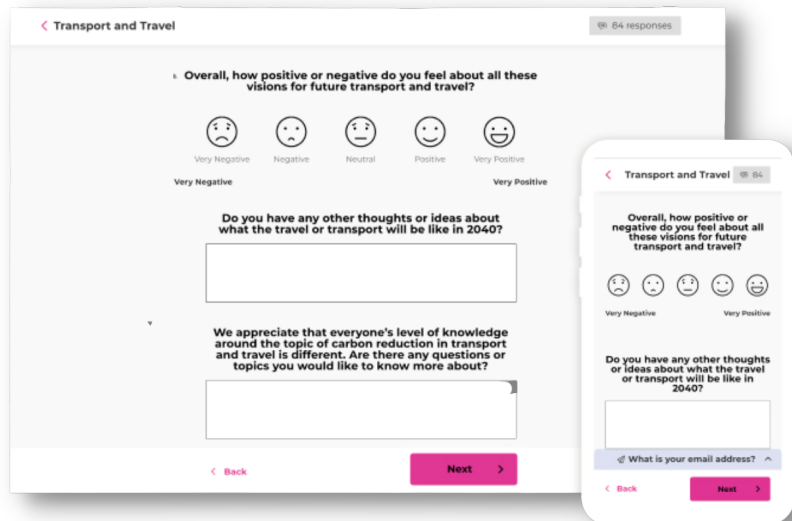 Transport and Travel
84 responses
Overall, how positive or negative do you feel about all these
visions for future transport and travel?
Very Negative
Negative
Neutral
Positive
Very Positive
Very Negative
Very Positive
Do you have any other thoughts or ideas about
what the travel or transport will be like in 2040?
We appreciate that everyone's level of knowledge
around the topic of carbon reduction in transport
and travel is different. Are there any questions or
topics you would like to know more about?
Back
Next
Transport and Travel
84
Overall, how positive or
negative do you feel about all
these visions for future
transport and travel?
Very Negative
Very Positive
Do you have any other thoughts
or ideas about what the travel
or transport will be like in
2040?
What is your email address?
Back
Next